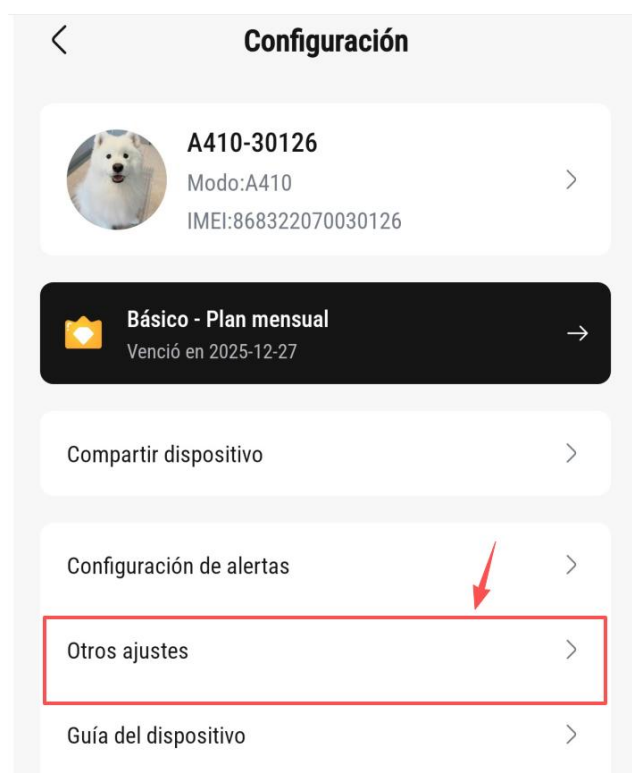 Configuración
A410-30126
Modo:A410
IMEI:868322070030126
Básico - Plan mensual
Venció en 2025-12-27
Compartir dispositivo
Configuración de alertas
Otros ajustes
Guía del dispositivo